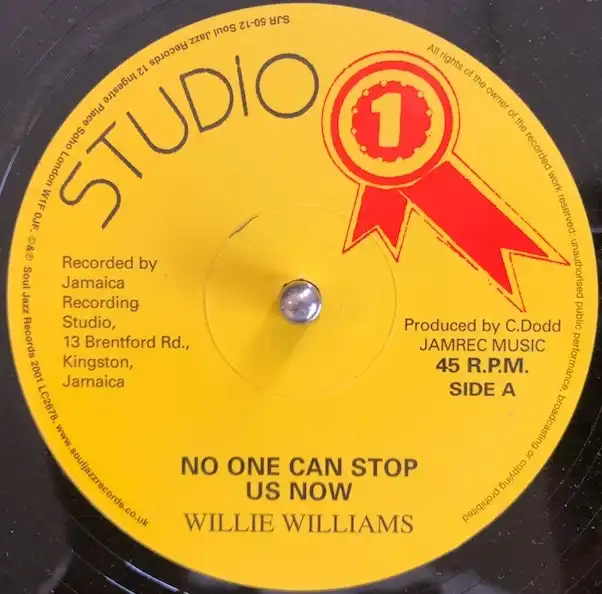 STUDIO
1
Recorded by
Jamaica
Recording
Studio,
13 Brentford Rd.,
Kingston,
Jamaica
Produced by C.Dodd
JAMREC MUSIC
45 R.P.M.
SIDE A
NO ONE CAN STOP
US NOW
WILLIE WILLIAMS
All rights of the owner of the recorded work reserved: unauthorised public performance, broadcasting or copying prohibited
SJR 50-12 Soul Jazz Records 12 Ingestre Place Soho London W1F 0JF. ©&℗ Soul Jazz Records 2001 LC2678. www.souljazzrecords.co.uk